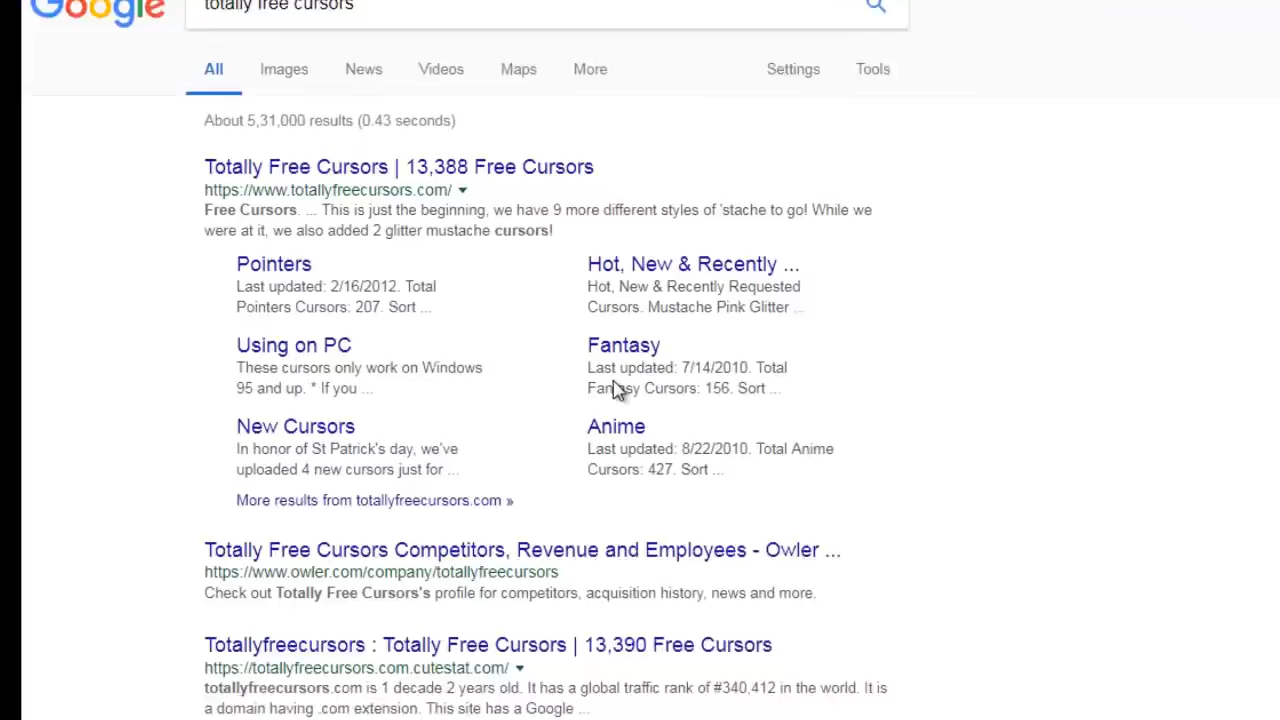 Google
totally free cursors
All Images News Videos Maps More Settings Tools
About 5,31,000 results (0.43 seconds)
Totally Free Cursors | 13,388 Free Cursors
https://www.totallyfreecursors.com/
Free Cursors. ... This is just the beginning, we have 9 more different styles of 'stache to go! While we
were at it, we also added 2 glitter mustache cursors!
Pointers
Last updated: 2/16/2012. Total
Pointers Cursors: 207. Sort ...
Hot, New & Recently ...
Hot, New & Recently Requested
Cursors. Mustache Pink Glitter ...
Using on PC
These cursors only work on Windows
95 and up. * If you ...
Fantasy
Last updated: 7/14/2010. Total
Fantasy Cursors: 156. Sort ...
New Cursors
In honor of St Patrick's day, we've
uploaded 4 new cursors just for ...
Anime
Last updated: 8/22/2010. Total Anime
Cursors: 427. Sort ...
More results from totallyfreecursors.com »
Totally Free Cursors Competitors, Revenue and Employees - Owler ...
https://www.owler.com/company/totallyfreecursors
Check out Totally Free Cursors's profile for competitors, acquisition history, news and more.
Totallyfreecursors : Totally Free Cursors | 13,390 Free Cursors
https://totallyfreecursors.com.cutestat.com/
totallyfreecursors.com is 1 decade 2 years old. It has a global traffic rank of #340,412 in the world. It is
a domain having .com extension. This site has a Google ...